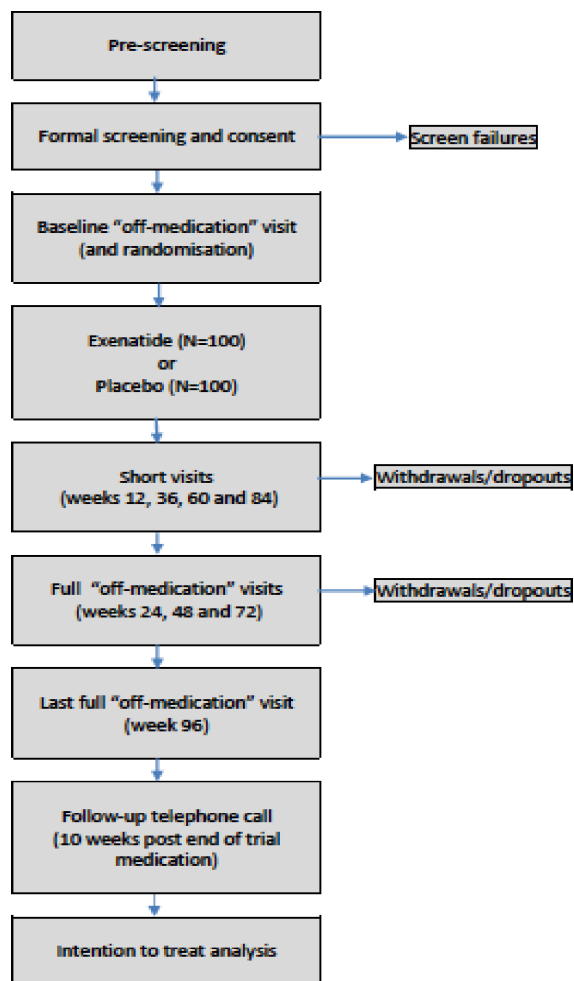 Pre-screening
Formal screening and consent
Screen failures
Baseline “off-medication” visit
(and randomisation)
Exenatide (N=100)
or
Placebo (N=100)
Short visits
(weeks 12, 36, 60 and 84)
Withdrawals/dropouts
Full “off-medication” visits
(weeks 24, 48 and 72)
Withdrawals/dropouts
Last full “off-medication” visit
(week 96)
Follow-up telephone call
(10 weeks post end of trial
medication)
Intention to treat analysis